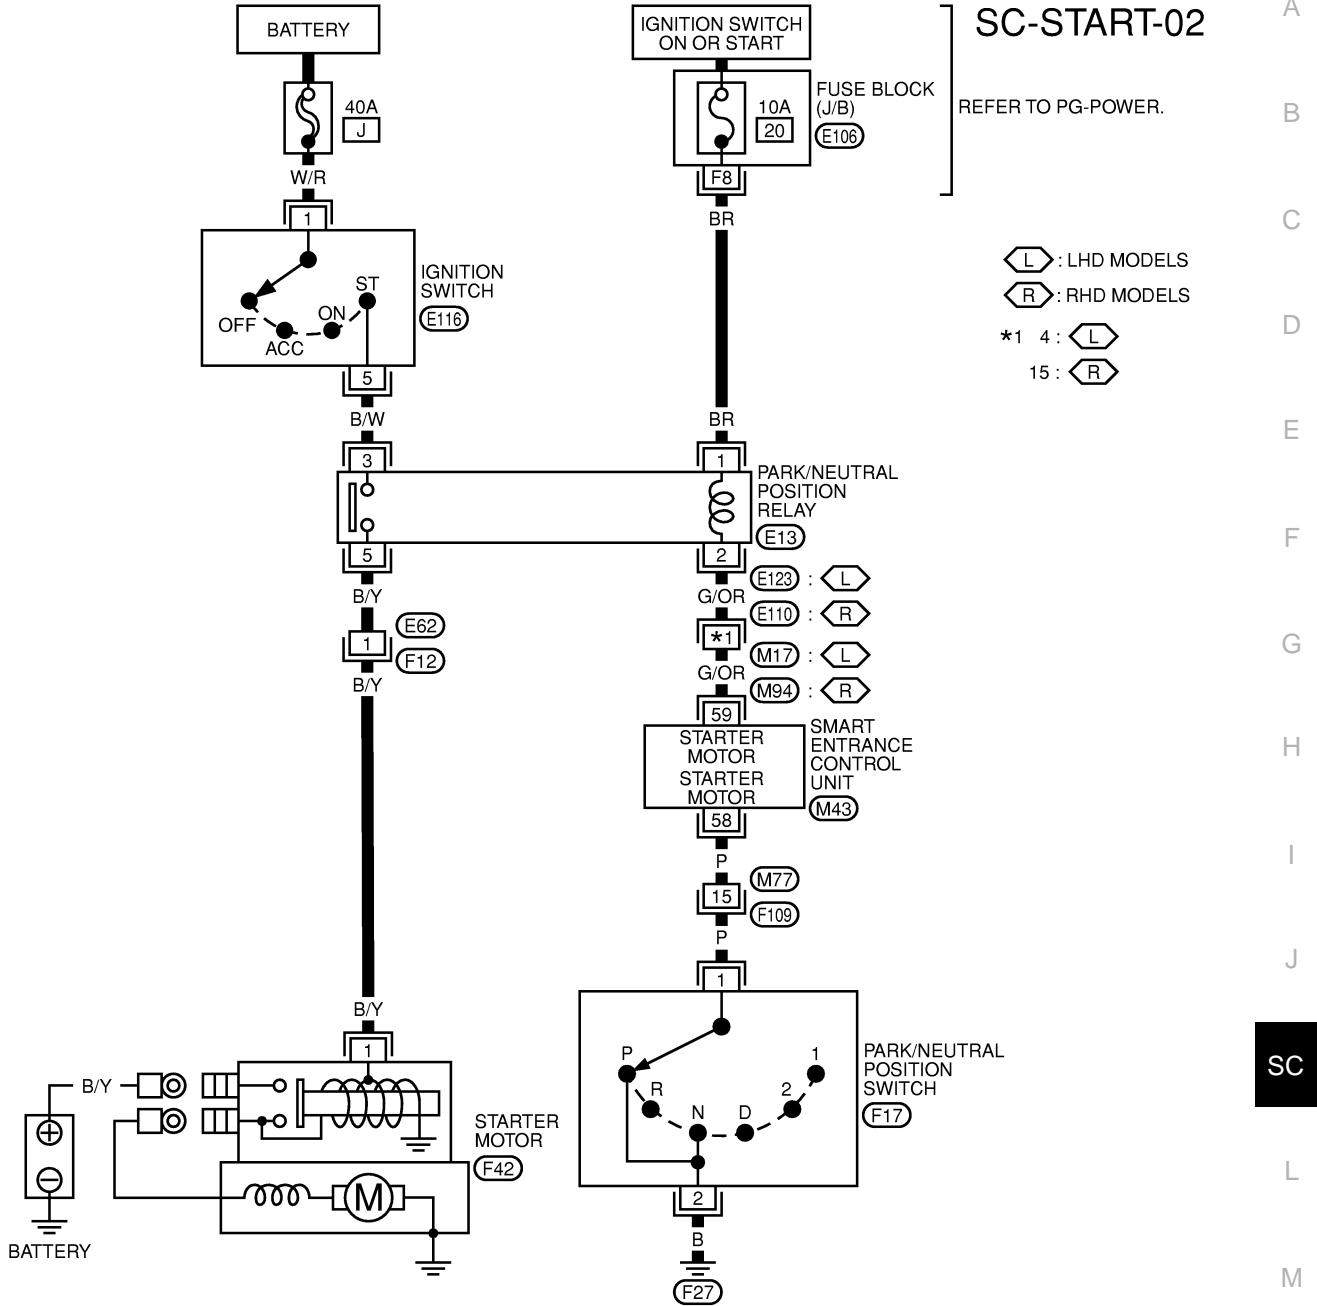 BATTERY
IGNITION SWITCH
ON OR START
SC-START-02
A
40A
J
10A
20
FUSE BLOCK
(J/B)
E106
REFER TO PG-POWER.
B
W/R
F8
1
BR
C
IGNITION
SWITCH
E116
OFF
ACC
ON
ST
L : LHD MODELS
R : RHD MODELS
*1 4 : L
15 : R
D
5
B/W
BR
E
3
1
PARK/NEUTRAL
POSITION
RELAY
E13
F
5
2
B/Y
G/OR
E123 : L
E110 : R
E62
1
F12
*1
M17 : L
G
B/Y
G/OR
M94 : R
59
STARTER
MOTOR
STARTER
MOTOR
SMART
ENTRANCE
CONTROL
UNIT
M43
H
58
P
I
M77
15
F109
P
J
1
B/Y
1
P
R
N
D
2
1
PARK/NEUTRAL
POSITION
SWITCH
F17
SC
B/Y
STARTER
MOTOR
F42
M
L
2
B
BATTERY
F27
M